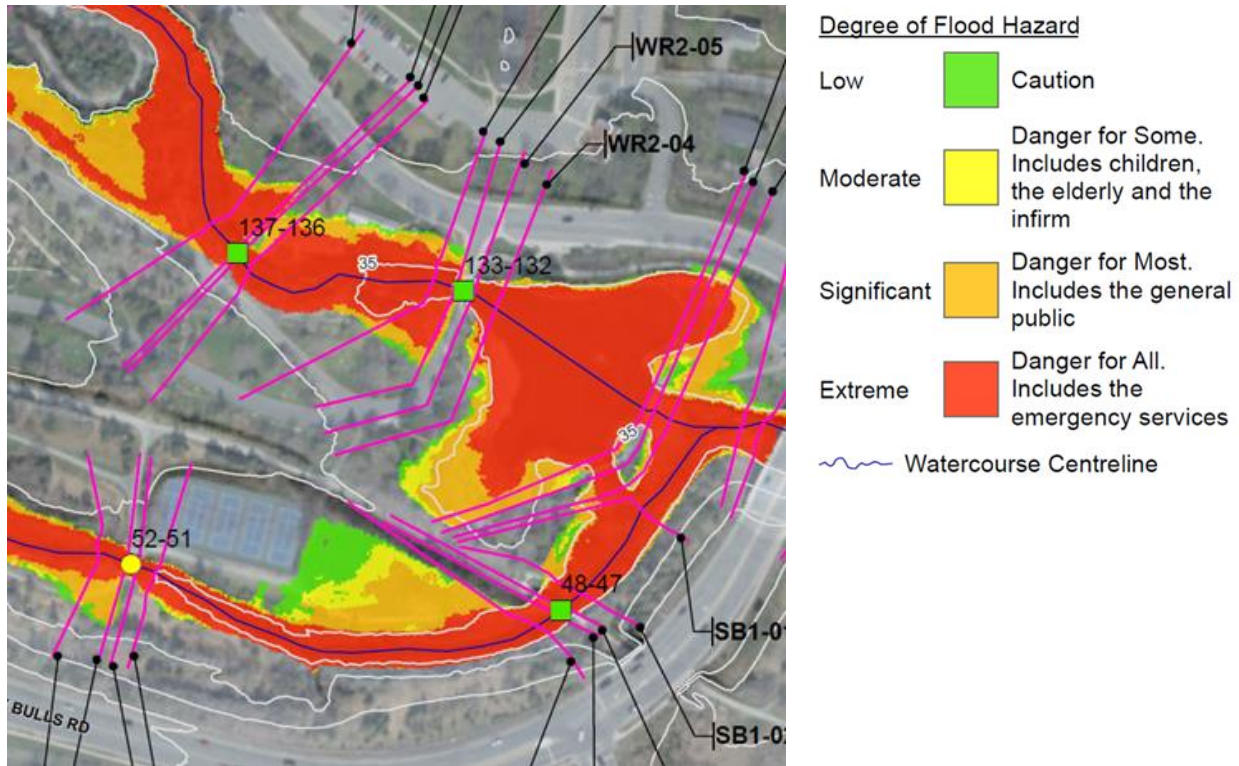 WR2-05
WR2-04
137-136
35
133-132
35
52-51
48-47
SB1-01
SB1-02
BULLS RD
Degree of Flood Hazard
Low
Caution
Moderate
Danger for Some.
Includes children,
the elderly and the
infirm
Significant
Danger for Most.
Includes the general
public
Extreme
Danger for All.
Includes the
emergency services
Watercourse Centreline